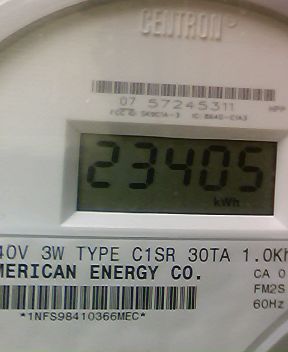 CENTRON
07 57245311
23405
kWh
40V 3W TYPE C1SR 30TA 1.0Kh
MERICAN ENERGY CO.
CA 0
FM2S
60Hz
*1NFS98410366MEC*